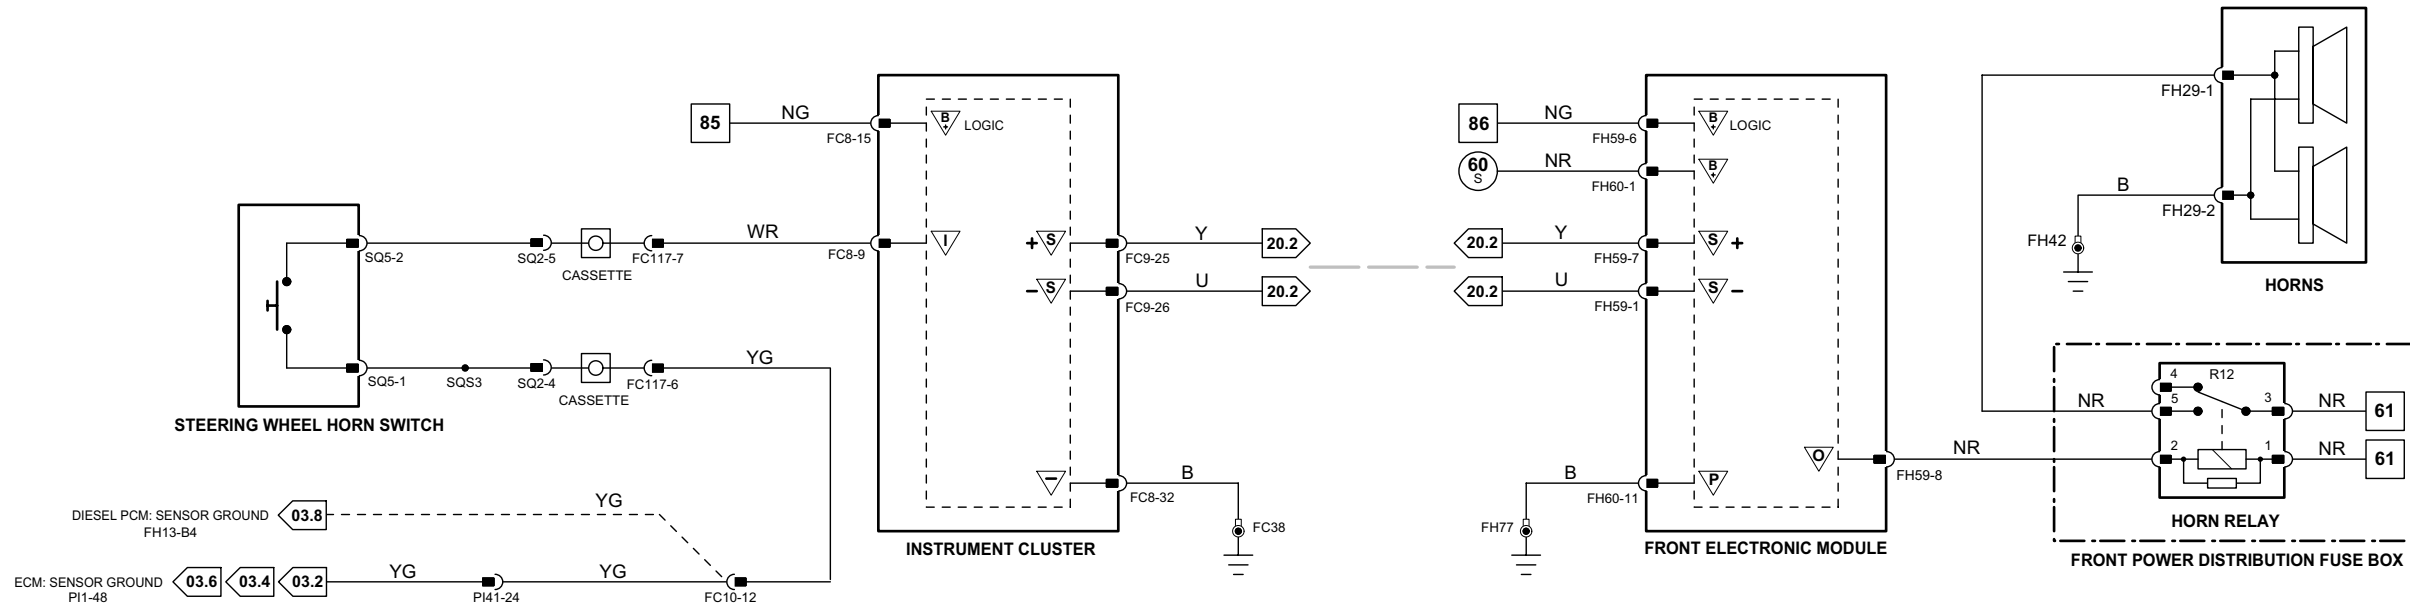 85
NG
FC8-15
B
+
LOGIC
SQ5-2
SQ2-5
CASSETTE
FC117-7
WR
FC8-9
I
+
S
FC9-25
Y
20.2
-
S
FC9-26
U
20.2
SQ5-1
SQS3
SQ2-4
CASSETTE
FC117-6
YG
STEERING WHEEL HORN SWITCH
DIESEL PCM: SENSOR GROUND
FH13-B4
03.8
YG
ECM: SENSOR GROUND
PI1-48
03.6
03.4
03.2
YG
PI41-24
YG
FC10-12
-
FC8-32
B
FC38
INSTRUMENT CLUSTER
86
NG
FH59-6
B
+
LOGIC
60
S
NR
FH60-1
B
+
20.2
Y
FH59-7
S
+
20.2
U
FH59-1
S
-
B
FH60-11
P
FH77
O
FH59-8
NR
FRONT ELECTRONIC MODULE
FH29-1
B
FH29-2
FH42
HORNS
NR
4
R12
5
3
NR
61
2
1
NR
61
HORN RELAY
FRONT POWER DISTRIBUTION FUSE BOX